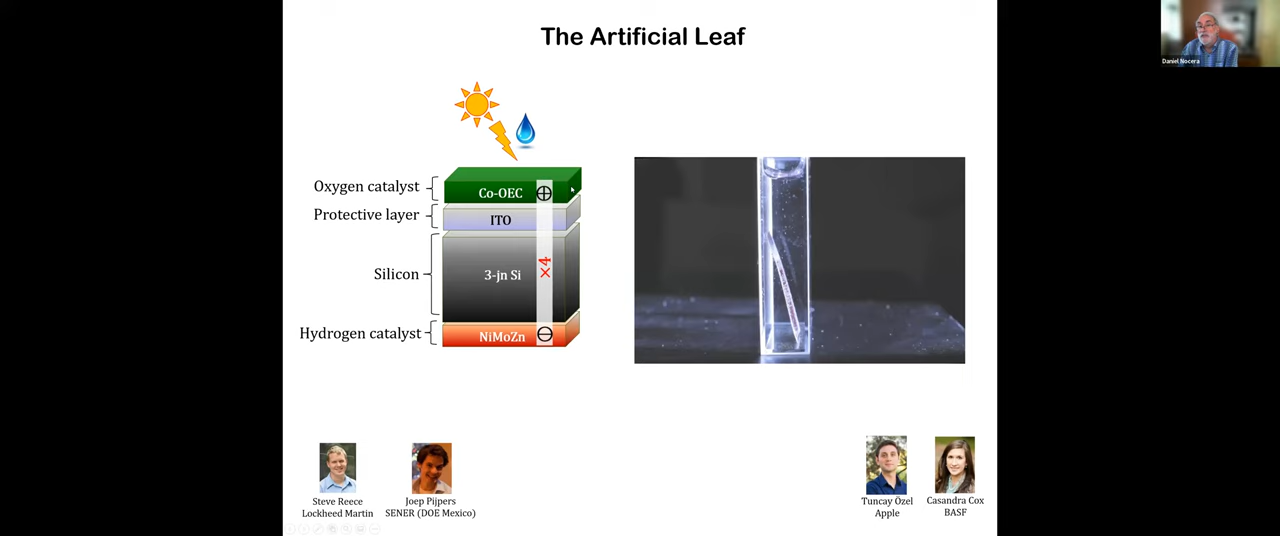 The Artificial Leaf
Daniel Nocera
Oxygen catalyst
Co-OEC
Protective layer
ITO
Silicon
3-jn Si
×4
Hydrogen catalyst
NiMoZn
Steve Reece
Lockheed Martin
Joep Pijpers
SENER (DOE Mexico)
Tuncay Özel
Apple
Casandra Cox
BASF